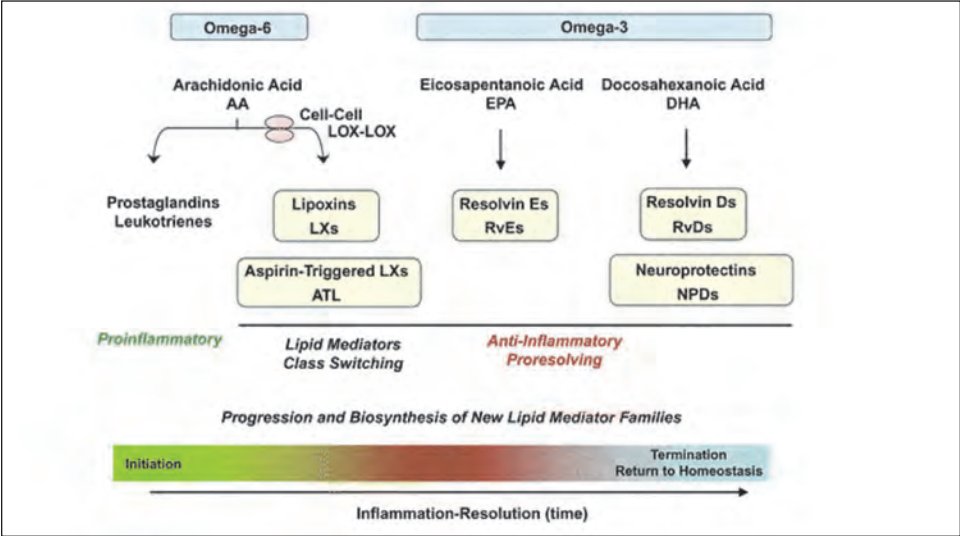 Omega-6
Omega-3
Arachidonic Acid
AA
Cell-Cell
LOX-LOX
Eicosapentanoic Acid
EPA
Docosahexanoic Acid
DHA
Prostaglandins
Leukotrienes
Lipoxins
LXs
Resolvin Es
RvEs
Resolvin Ds
RvDs
Aspirin-Triggered LXs
ATL
Neuroprotectins
NPDs
Proinflammatory
Lipid Mediators
Class Switching
Anti-Inflammatory
Proresolving
Progression and Biosynthesis of New Lipid Mediator Families
Initiation
Termination
Return to Homeostasis
Inflammation-Resolution (time)